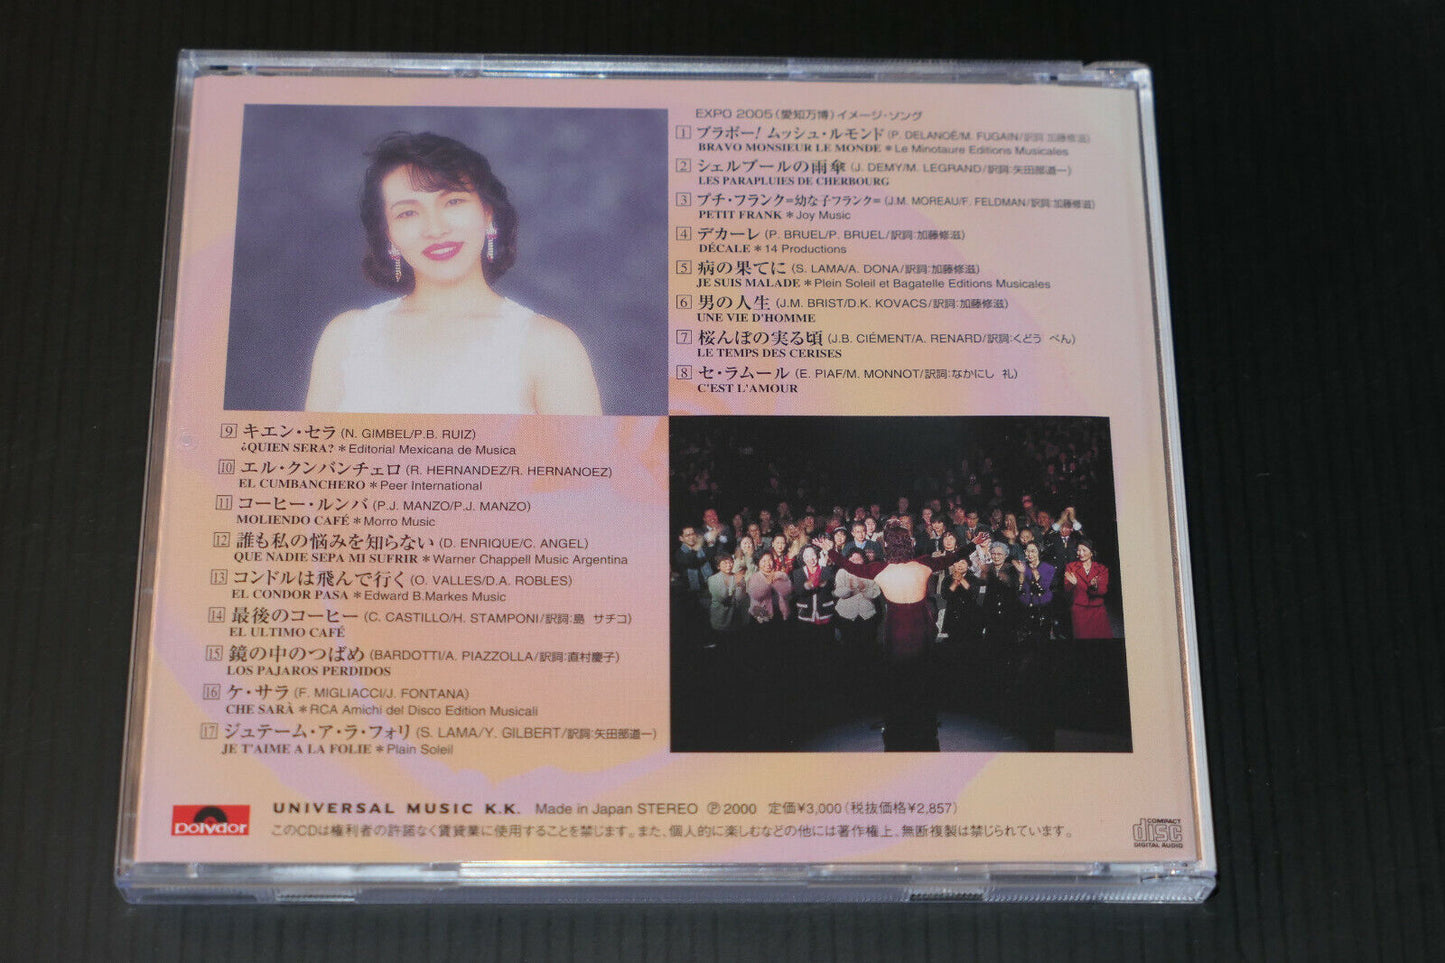 EXPO 2005(愛知万博)イメージ・ソング
1 ブラボー! ムッシュ・ルモンド(P. DELANOË/M. FUGAIN/訳詞:加藤修滋)
BRAVO MONSIEUR LE MONDE * Le Minotaure Editions Musicales
2 シェルブールの雨傘(J. DEMY/M. LEGRAND/訳詞:矢田部道一)
LES PARAPLUIES DE CHERBOURG
3 プチ・フランク=幼な子フランク=(J.M. MOREAU/F. FELDMAN/訳詞:加藤修滋)
PETIT FRANK * Joy Music
4 デカーレ(P. BRUEL/P. BRUEL/訳詞:加藤修滋)
DÉCALE * 14 Productions
5 病の果てに(S. LAMA/A. DONA/訳詞:加藤修滋)
JE SUIS MALADE * Plein Soleil et Bagatelle Editions Musicales
6 男の人生(J.M. BRIST/D.K. KOVACS/訳詞:加藤修滋)
UNE VIE D'HOMME
7 桜んぼの実る頃(J.B. CIÉMENT/A. RENARD/訳詞:くどう べん)
LE TEMPS DES CERISES
8 セ・ラムール(E. PIAF/M. MONNOT/訳詞:なかにし 礼)
C'EST L'AMOUR
9 キエン・セラ(N. GIMBEL/P.B. RUIZ)
¿QUIEN SERA? * Editorial Mexicana de Musica
10 エル・クンバンチェロ(R. HERNANDEZ/R. HERNANOEZ)
EL CUMBANCHERO * Peer International
11 コーヒー・ルンバ(P.J. MANZO/P.J. MANZO)
MOLIENDO CAFÉ * Morro Music
12 誰も私の悩みを知らない(D. ENRIQUE/C. ANGEL)
QUE NADIE SEPA MI SUFRIR * Warner Chappell Music Argentina
13 コンドルは飛んで行く(O. VALLES/D.A. ROBLES)
EL CONDOR PASA * Edward B.Markes Music
14 最後のコーヒー(C. CASTILLO/H. STAMPONI/訳詞:島 サチコ)
EL ULTIMO CAFÉ
15 鏡の中のつばめ(BARDOTTI/A. PIAZZOLLA/訳詞:直村慶子)
LOS PAJAROS PERDIDOS
16 ケ・サラ(F. MIGLIACCI/J. FONTANA)
CHE SARÀ * RCA Amichi del Disco Edition Musicali
17 ジュテーム・ア・ラ・フォリ(S. LAMA/Y. GILBERT/訳詞:矢田部道一)
JE T'AIME A LA FOLIE * Plain Soleil
polydor
UNIVERSAL MUSIC K.K. Made in Japan STEREO Ⓟ2000 定価¥3,000(税抜価格¥2,857)
このCDは権利者の許諾なく賃貸業に使用することを禁じます。また、個人的に楽しむなどの他には著作権上、無断複製は禁じられています。
COMPACT
disc
DIGITAL AUDIO